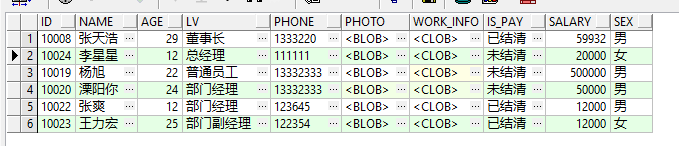 ID NAME AGE LV PHONE PHOTO WORK_INFO IS_PAY SALARY SEX
1 10008 张天浩 ··· 29 董事长 ··· 1333220 ··· <BLOB> ··· <CLOB> ··· 已结清 ··· 59932 男 ···
2 10024 李星星 ··· 12 总经理 ··· 111111 ··· <BLOB> ··· <CLOB> ··· 未结清 ··· 20000 女 ···
3 10019 杨旭 ··· 22 普通员工 ··· 13332333 ··· <BLOB> ··· <CLOB> ··· 未结清 ··· 500000 男 ···
4 10020 溧阳你 ··· 24 部门经理 ··· 13332333 ··· <BLOB> ··· <CLOB> ··· 未结清 ··· 50000 男 ···
5 10022 张爽 ··· 12 部门经理 ··· 123645 ··· <BLOB> ··· <CLOB> ··· 已结清 ··· 12000 男 ···
6 10023 王力宏 ··· 25 部门副经理 ··· 122354 ··· <BLOB> ··· <CLOB> ··· 已结清 ··· 12000 女 ···